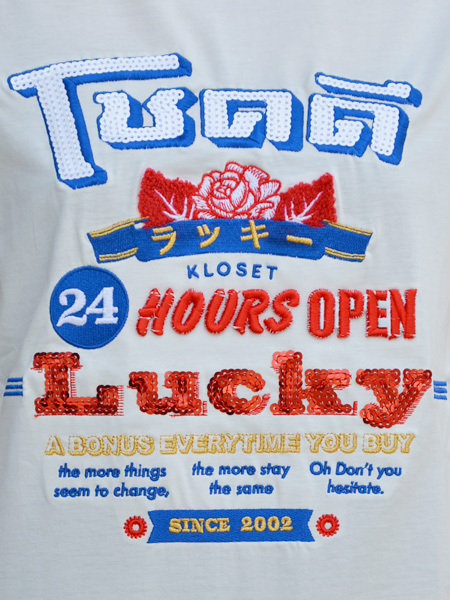 โชคดี
ラッキー
KLOSET
24 HOURS OPEN
Lucky
A BONUS EVERYTIME YOU BUY
the more things
seem to change,
the more stay
the same
Oh Don't you
hesitate.
SINCE 2002